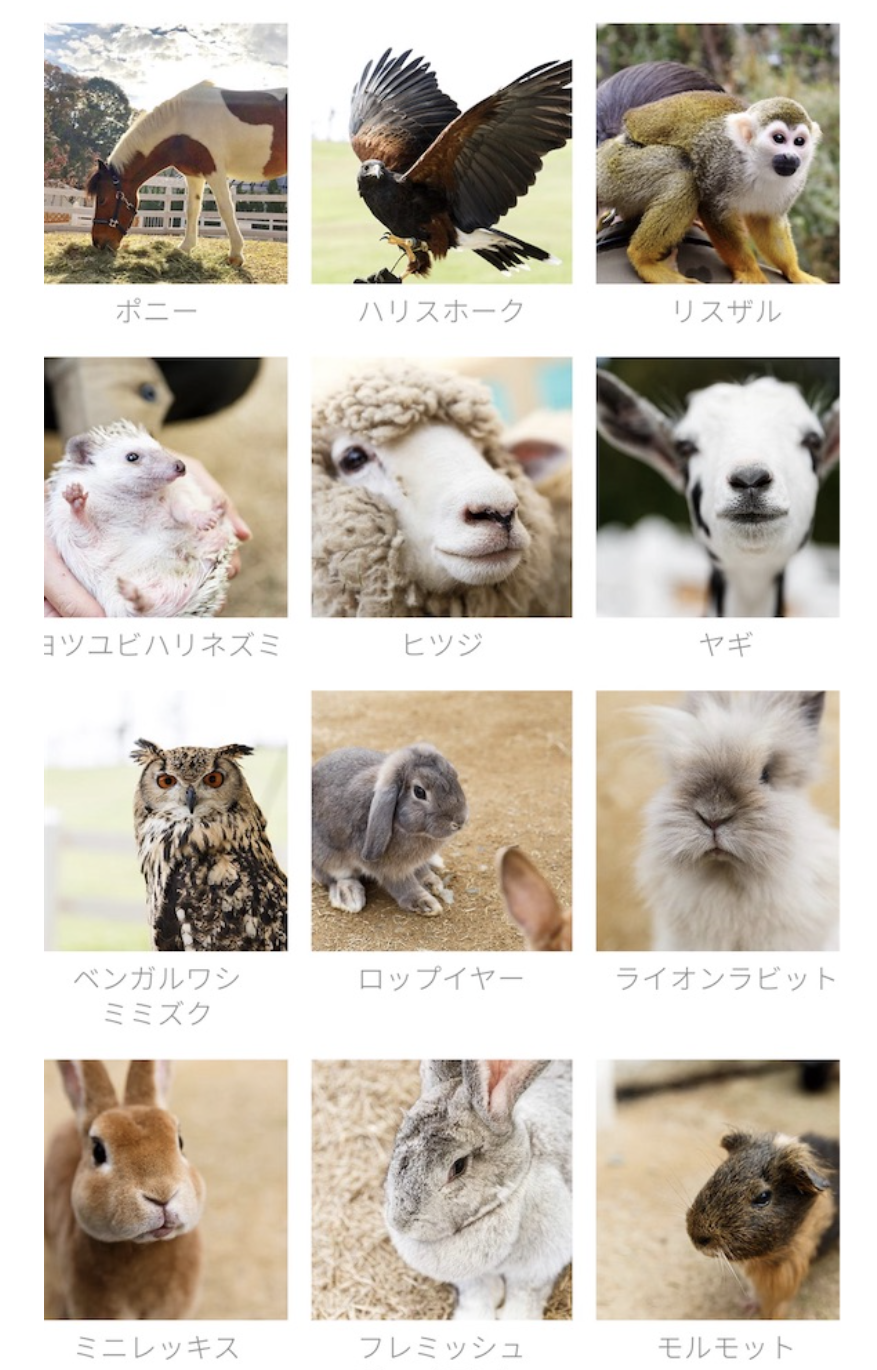 ポニー
ハリスホーク
リスザル
ヨツユビハリネズミ
ヒツジ
ヤギ
ベンガルワシ
ミミズク
ロップイヤー
ライオンラビット
ミニレッキス
フレミッシュ
モルモット